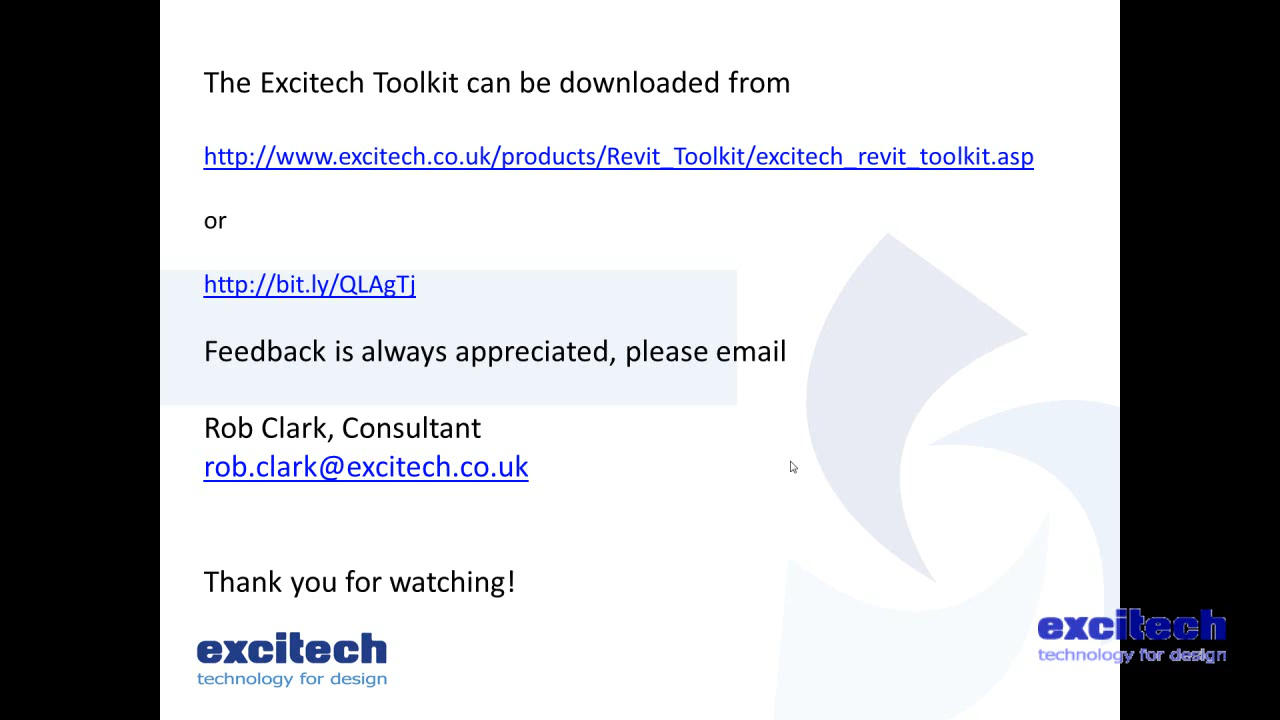 The Excitech Toolkit can be downloaded from
http://www.excitech.co.uk/products/Revit_Toolkit/excitech_revit_toolkit.asp
or
http://bit.ly/QLAgTj
Feedback is always appreciated, please email
Rob Clark, Consultant
rob.clark@excitech.co.uk
Thank you for watching!
excitech
technology for design
excitech
technology for design